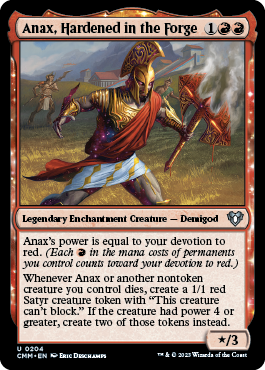 Anax, Hardened in the Forge 1
Legendary Enchantment Creature — Demigod
Anax's power is equal to your devotion to
red. (Each in the mana costs of permanents
you control counts toward your devotion to red.)
Whenever Anax or another nontoken
creature you control dies, create a 1/1 red
Satyr creature token with "This creature
can't block." If the creature had power 4 or
greater, create two of those tokens instead.
*/3
U 0204
CMM • EN Eric Deschamps
™ & © 2023 Wizards of the Coast